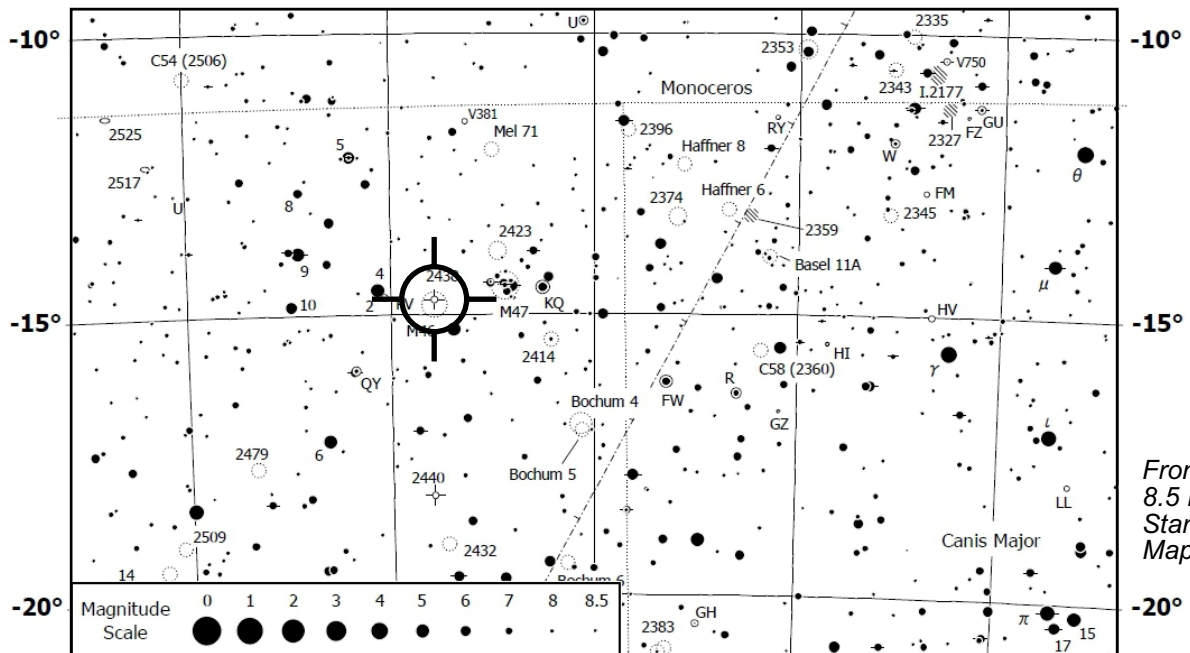 U
2335
-10°
-10°
2353
C54 (2506)
V750
2343
I.2177
Monoceros
V381
2525
Mel 71
2396
RY
FZ
GU
2327
5
Haffner 8
W
2517
θ
Haffner 6
2374
FM
U
8
2345
2423
2359
9
Basel 11A
4
2438
μ
2
10
KQ
M47
HV
-15°
-15°
M46
2414
HI
C58 (2360)
γ
QY
R
FW
Bochum 4
GZ
ι
6
2479
Bochum 5
2440
LL
2509
2432
Canis Major
14
Bochum 6
-20°
-20°
Magnitude
Scale
0 1 2 3 4 5 6 7 8 8.5
GH
2383
π
15
17
8.5
Star
Map